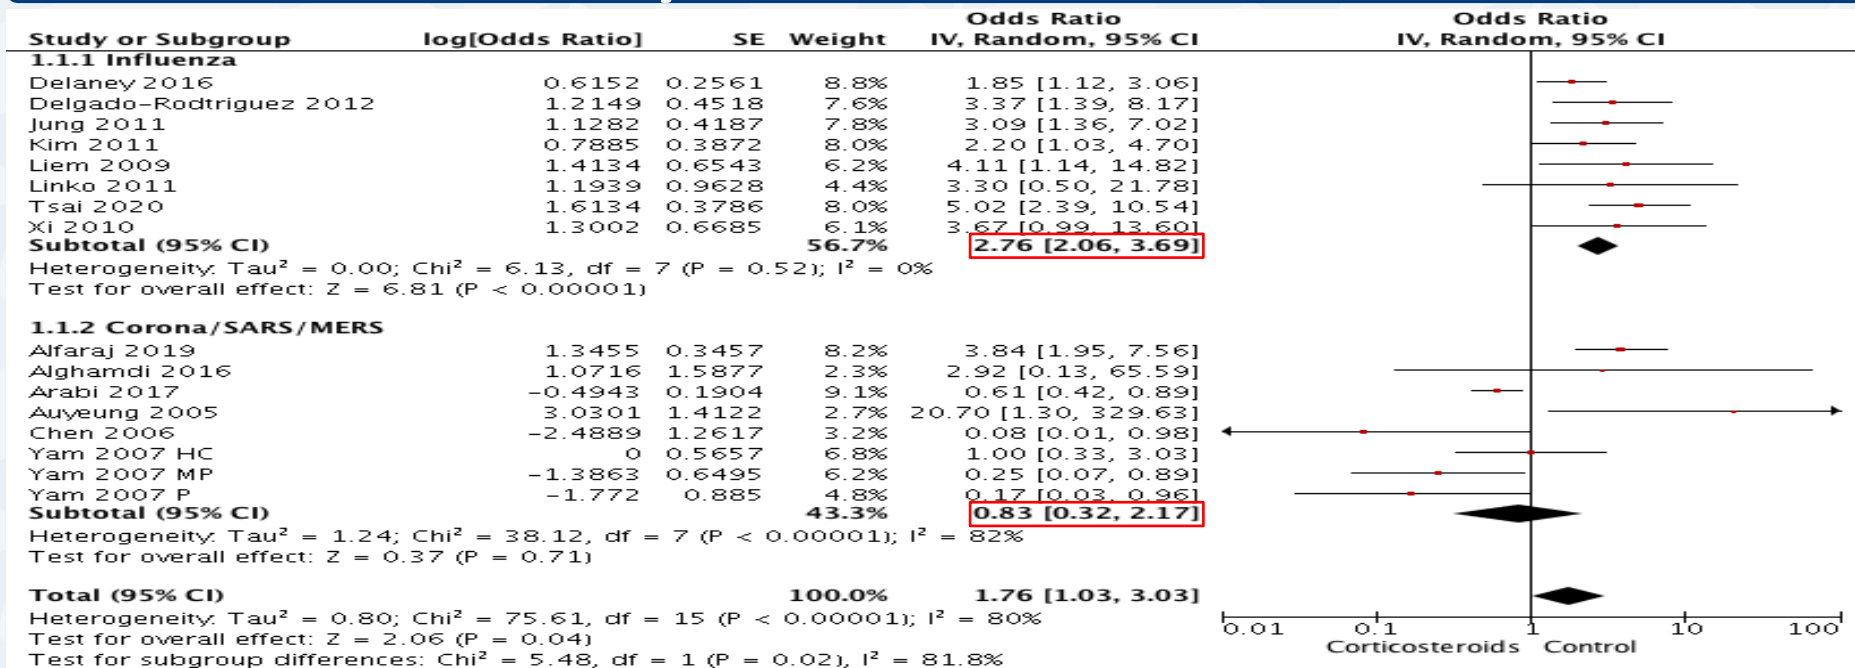 Odds Ratio Odds Ratio
Study or Subgroup log[Odds Ratio] SE Weight IV, Random, 95% CI IV, Random, 95% CI
1.1.1 Influenza
Delaney 2016 0.6152 0.2561 8.8% 1.85 [1.12, 3.06]
Delgado-Rodtriguez 2012 1.2149 0.4518 7.6% 3.37 [1.39, 8.17]
Jung 2011 1.1282 0.4187 7.8% 3.09 [1.36, 7.02]
Kim 2011 0.7885 0.3872 8.0% 2.20 [1.03, 4.70]
Liem 2009 1.4134 0.6543 6.2% 4.11 [1.14, 14.82]
Linko 2011 1.1939 0.9628 4.4% 3.30 [0.50, 21.78]
Tsai 2020 1.6134 0.3786 8.0% 5.02 [2.39, 10.54]
Xi 2010 1.3002 0.6685 6.1% 3.67 [0.99, 13.60]
Subtotal (95% CI) 56.7% 2.76 [2.06, 3.69]
Heterogeneity: Tau² = 0.00; Chi² = 6.13, df = 7 (P = 0.52); I² = 0%
Test for overall effect: Z = 6.81 (P < 0.00001)
1.1.2 Corona/SARS/MERS
Alfaraj 2019 1.3455 0.3457 8.2% 3.84 [1.95, 7.56]
Alghamdi 2016 1.0716 1.5877 2.3% 2.92 [0.13, 65.59]
Arabi 2017 -0.4943 0.1904 9.1% 0.61 [0.42, 0.89]
Auyeung 2005 3.0301 1.4122 2.7% 20.70 [1.30, 329.63]
Chen 2006 -2.4889 1.2617 3.2% 0.08 [0.01, 0.98]
Yam 2007 HC 0 0.5657 6.8% 1.00 [0.33, 3.03]
Yam 2007 MP -1.3863 0.6495 6.2% 0.25 [0.07, 0.89]
Yam 2007 P -1.772 0.885 4.8% 0.17 [0.03, 0.96]
Subtotal (95% CI) 43.3% 0.83 [0.32, 2.17]
Heterogeneity: Tau² = 1.24; Chi² = 38.12, df = 7 (P < 0.00001); I² = 82%
Test for overall effect: Z = 0.37 (P = 0.71)
Total (95% CI) 100.0% 1.76 [1.03, 3.03]
Heterogeneity: Tau² = 0.80; Chi² = 75.61, df = 15 (P < 0.00001); I² = 80%
Test for overall effect: Z = 2.06 (P = 0.04)
Test for subgroup differences: Chi² = 5.48, df = 1 (P = 0.02), I² = 81.8%
0.01 0.1 1 10 100
Corticosteroids Control